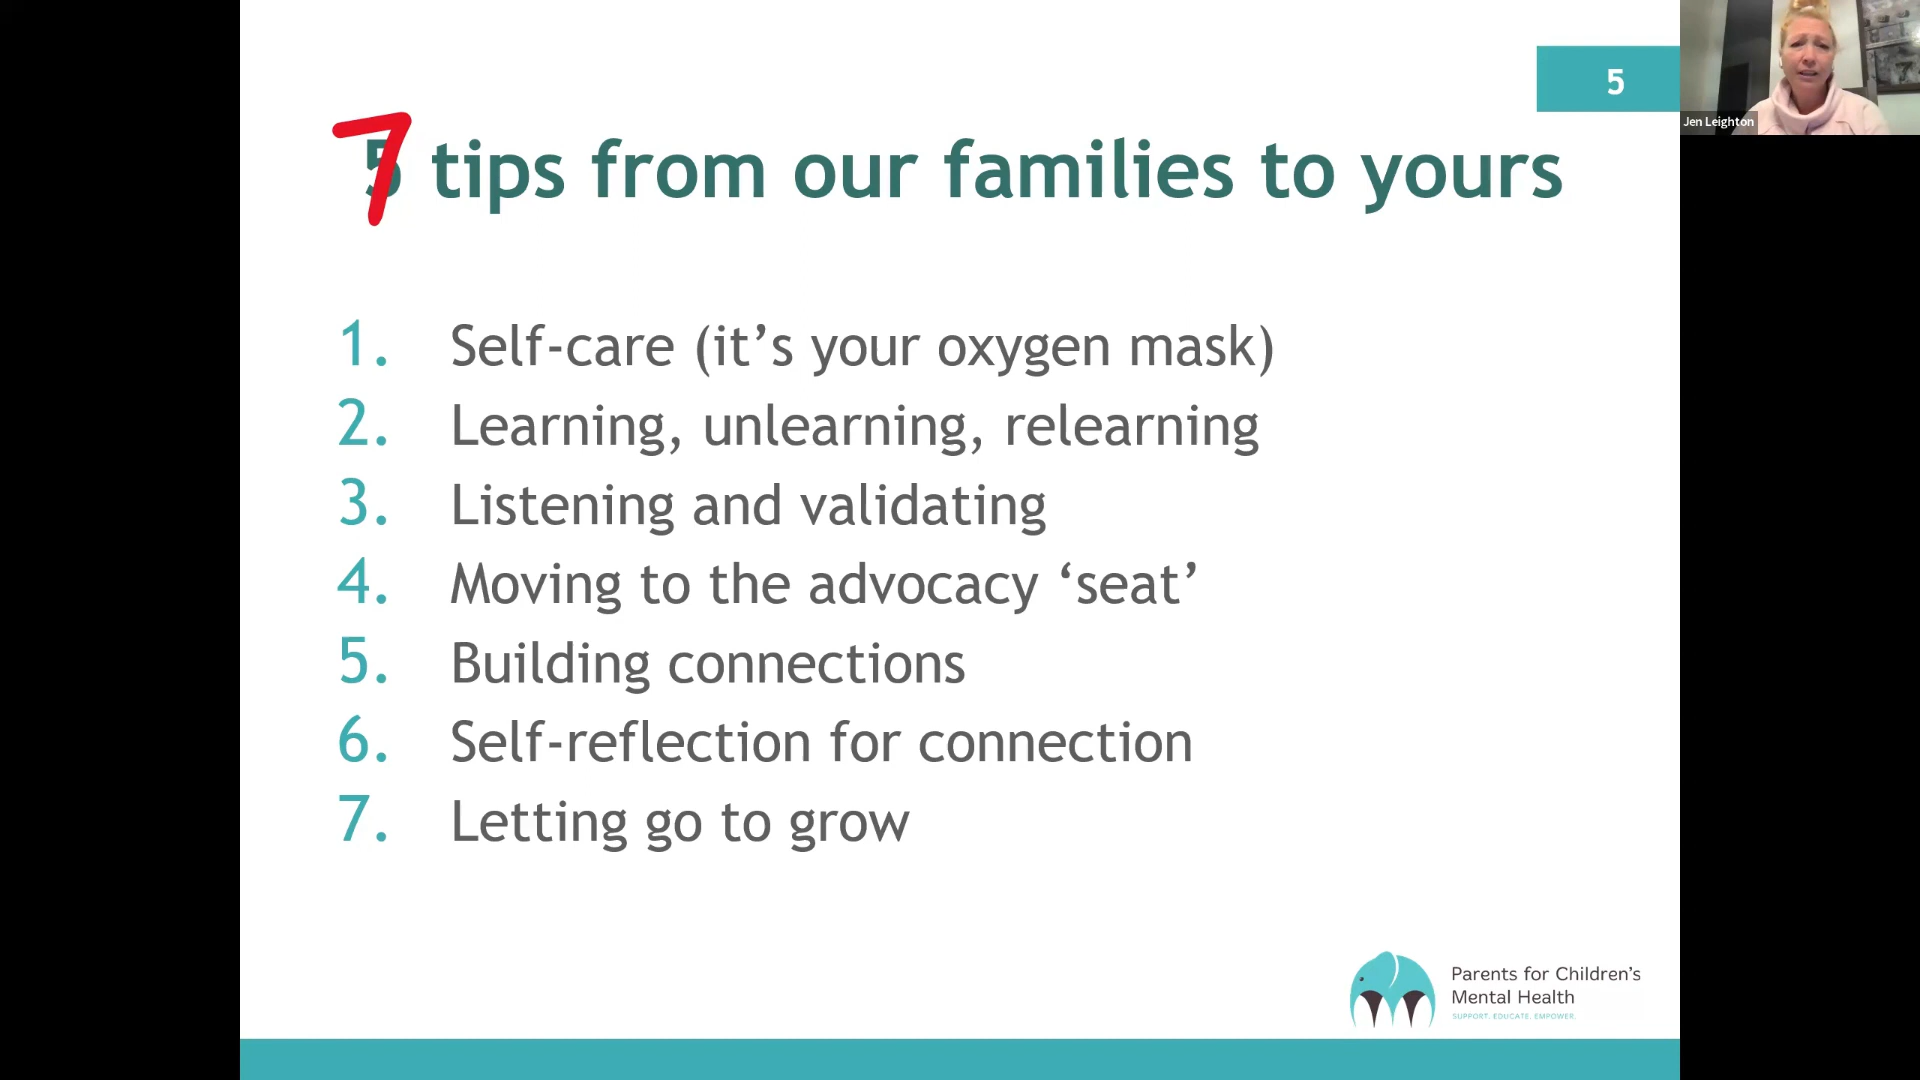 5
Jen Leighton
7 tips from our families to yours
1. Self-care (it’s your oxygen mask)
2. Learning, unlearning, relearning
3. Listening and validating
4. Moving to the advocacy ‘seat’
5. Building connections
6. Self-reflection for connection
7. Letting go to grow
Parents for Children’s
Mental Health
SUPPORT. EDUCATE. EMPOWER.